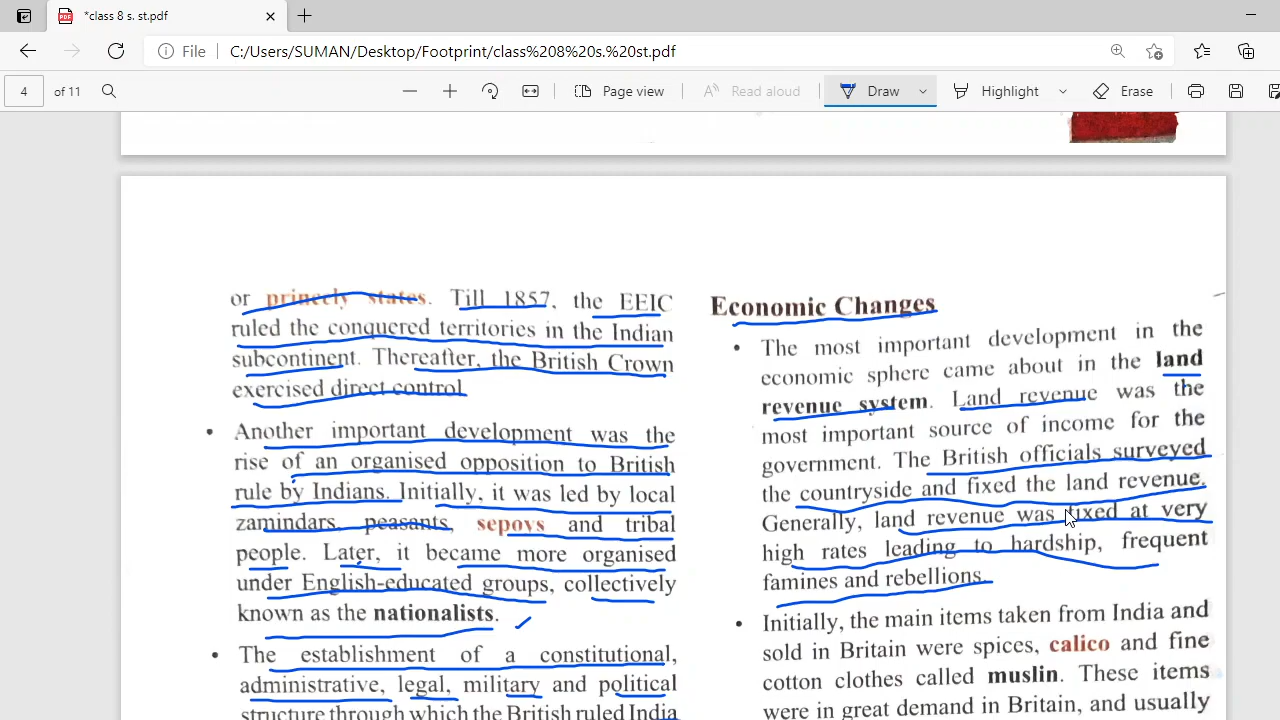 *class 8 s. st.pdf
File
C:/Users/SUMAN/Desktop/Footprint/class%208%20s.%20st.pdf
4 of 11
Page view
Read aloud
Draw
Highlight
Erase
or princely states. Till 1857, the EEIC
ruled the conquered territories in the Indian
subcontinent. Thereafter, the British Crown
exercised direct control.
• Another important development was the
rise of an organised opposition to British
rule by Indians. Initially, it was led by local
zamindars, peasants, sepoys and tribal
people. Later, it became more organised
under English-educated groups, collectively
known as the nationalists.
• The establishment of a constitutional,
administrative, legal, military and political
structure through which the British ruled India
Economic Changes
• The most important development in the
economic sphere came about in the land
revenue system. Land revenue was the
most important source of income for the
government. The British officials surveyed
the countryside and fixed the land revenue.
Generally, land revenue was fixed at very
high rates leading to hardship, frequent
famines and rebellions.
• Initially, the main items taken from India and
sold in Britain were spices, calico and fine
cotton clothes called muslin. These items
were in great demand in Britain, and usually